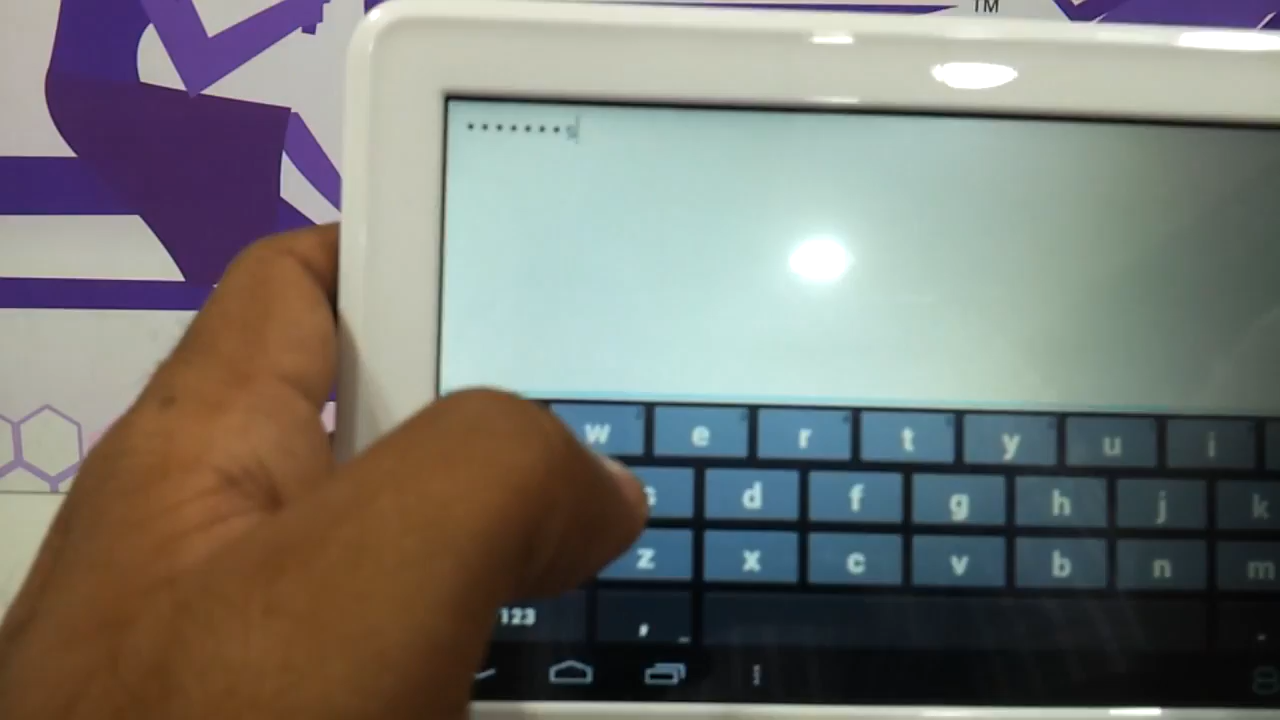 TM
•••••••s
w e r t y u i
s d f g h j k
z x c v b n m
123 , _ .